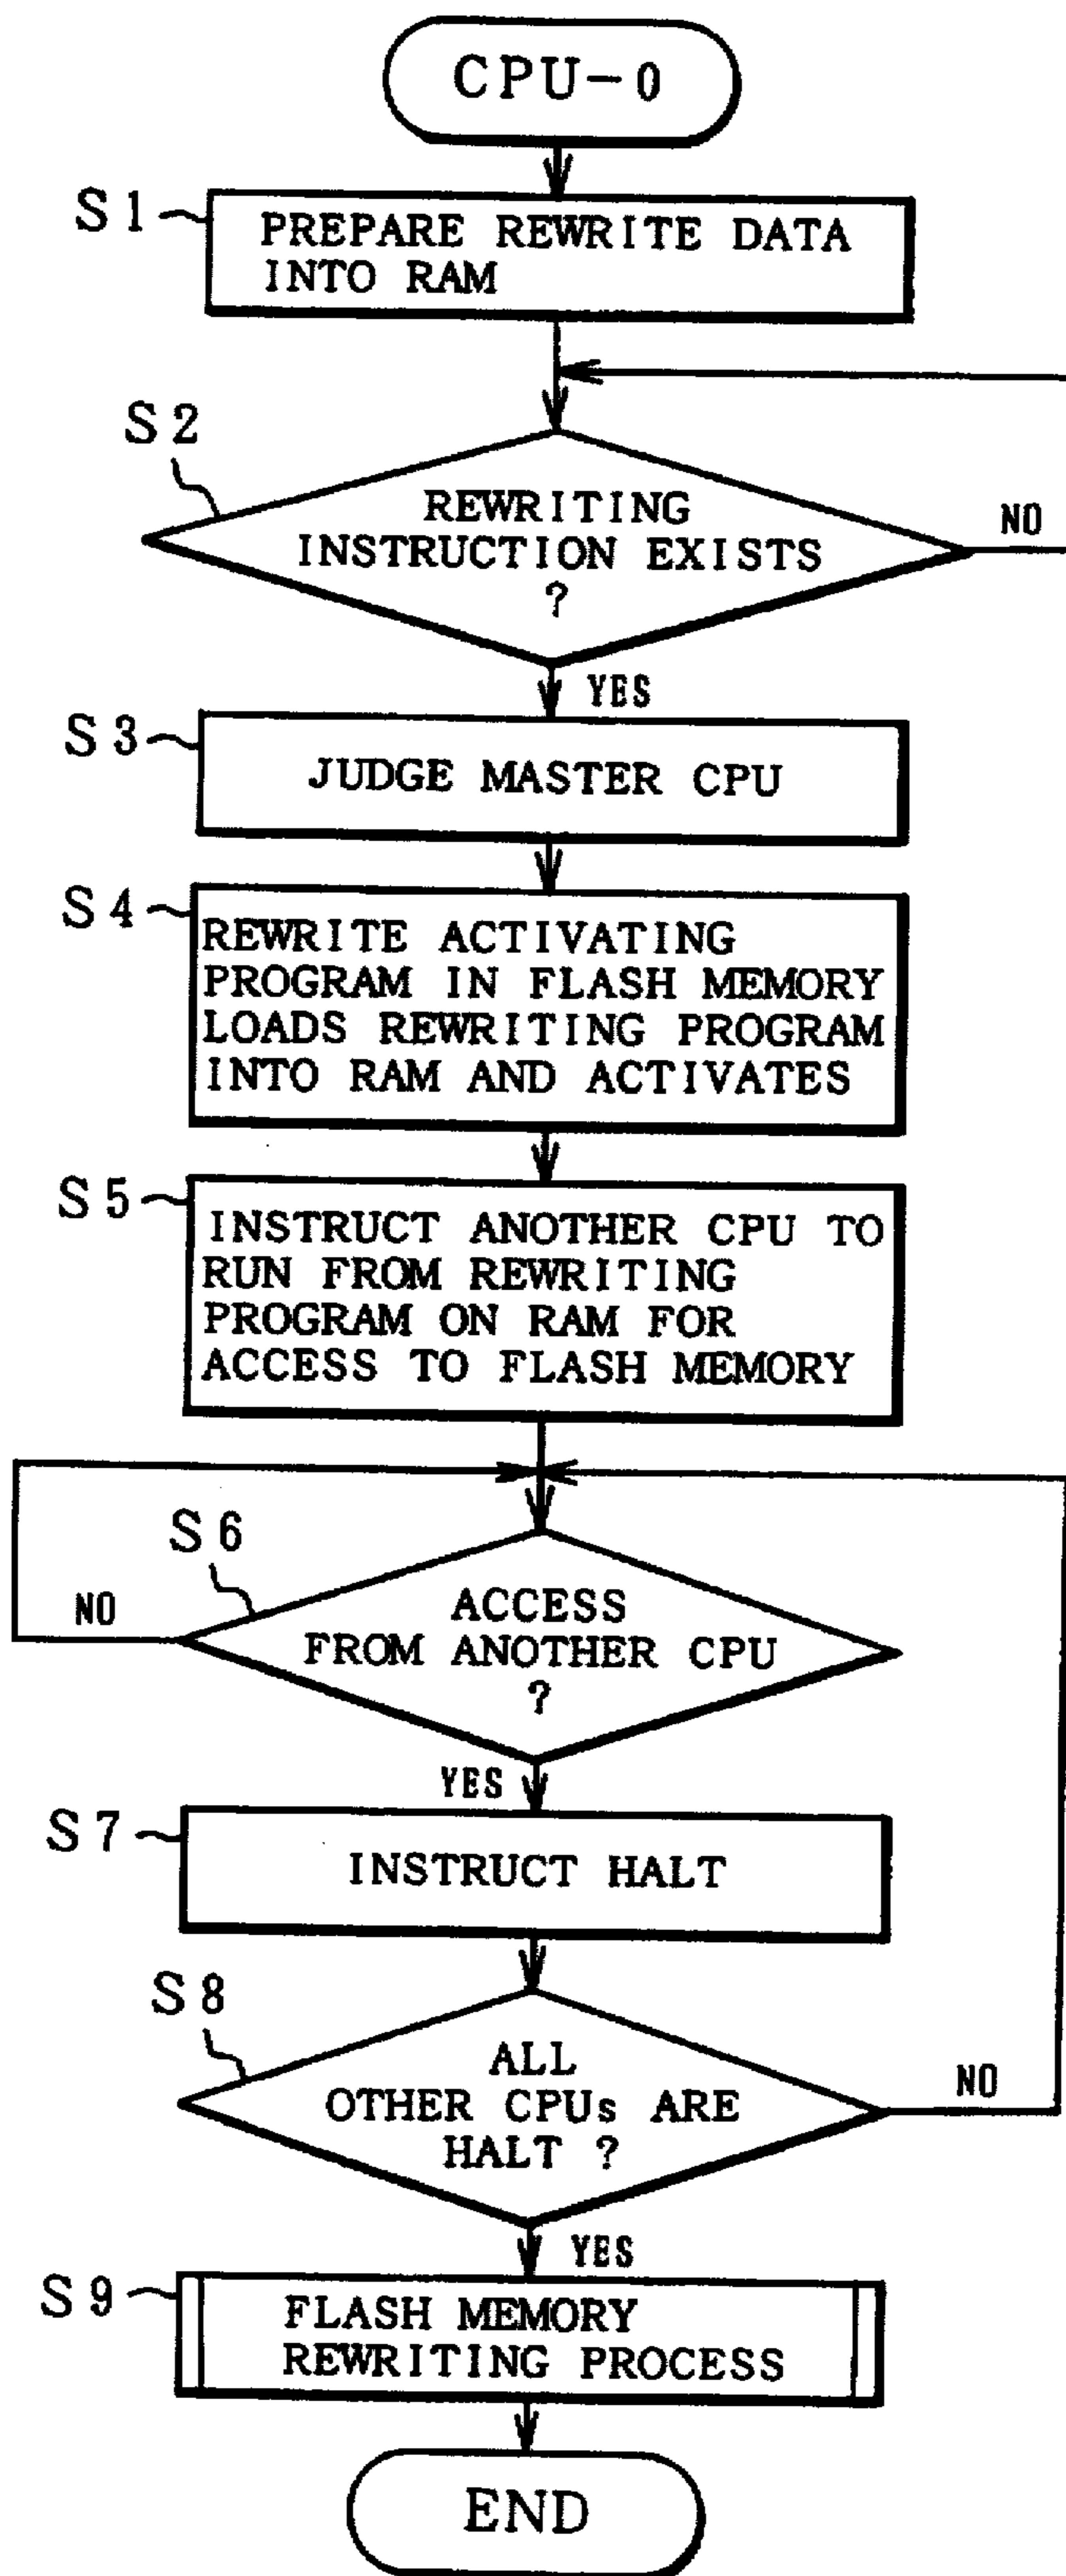 CPU-0
S1
PREPARE REWRITE DATA
INTO RAM
S2
REWRITING
INSTRUCTION EXISTS
?
NO
YES
S3
JUDGE MASTER CPU
S4
REWRITE ACTIVATING
PROGRAM IN FLASH MEMORY
LOADS REWRITING PROGRAM
INTO RAM AND ACTIVATES
S5
INSTRUCT ANOTHER CPU TO
RUN FROM REWRITING
PROGRAM ON RAM FOR
ACCESS TO FLASH MEMORY
S6
NO
ACCESS
FROM ANOTHER CPU
?
YES
S7
INSTRUCT HALT
S8
ALL
OTHER CPUs ARE
HALT ?
NO
YES
S9
FLASH MEMORY
REWRITING PROCESS
END